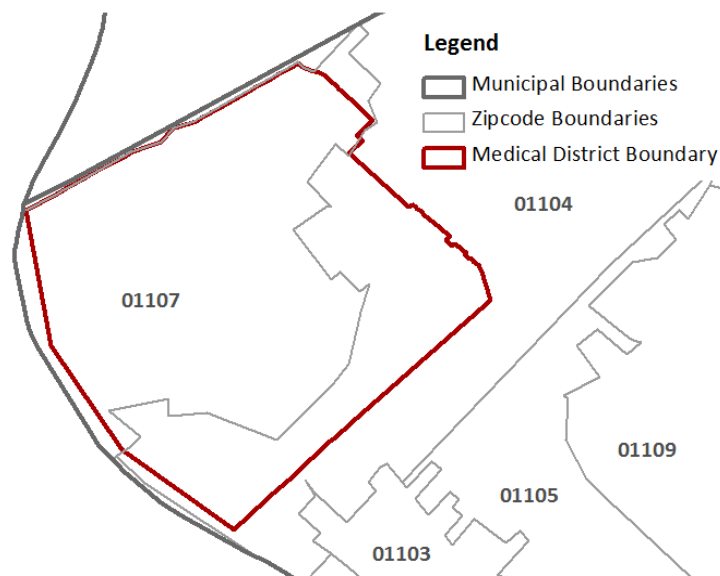 Legend
Municipal Boundaries
Zipcode Boundaries
Medical District Boundary
01104
01107
01109
01105
01103